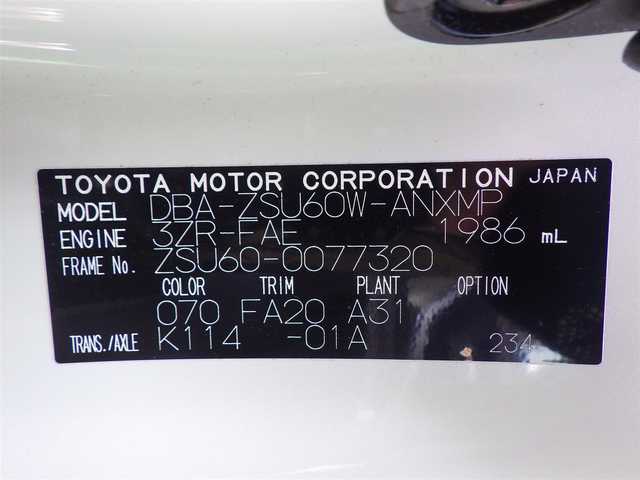 TOYOTA MOTOR CORPORATION JAPAN
MODEL DBA-ZSU60W-ANXMP
ENGINE 3ZR-FAE 1986 mL
FRAME No. ZSU60-0077320
COLOR TRIM PLANT OPTION
070 FA20 A31
TRANS./AXLE K114 -01A 234